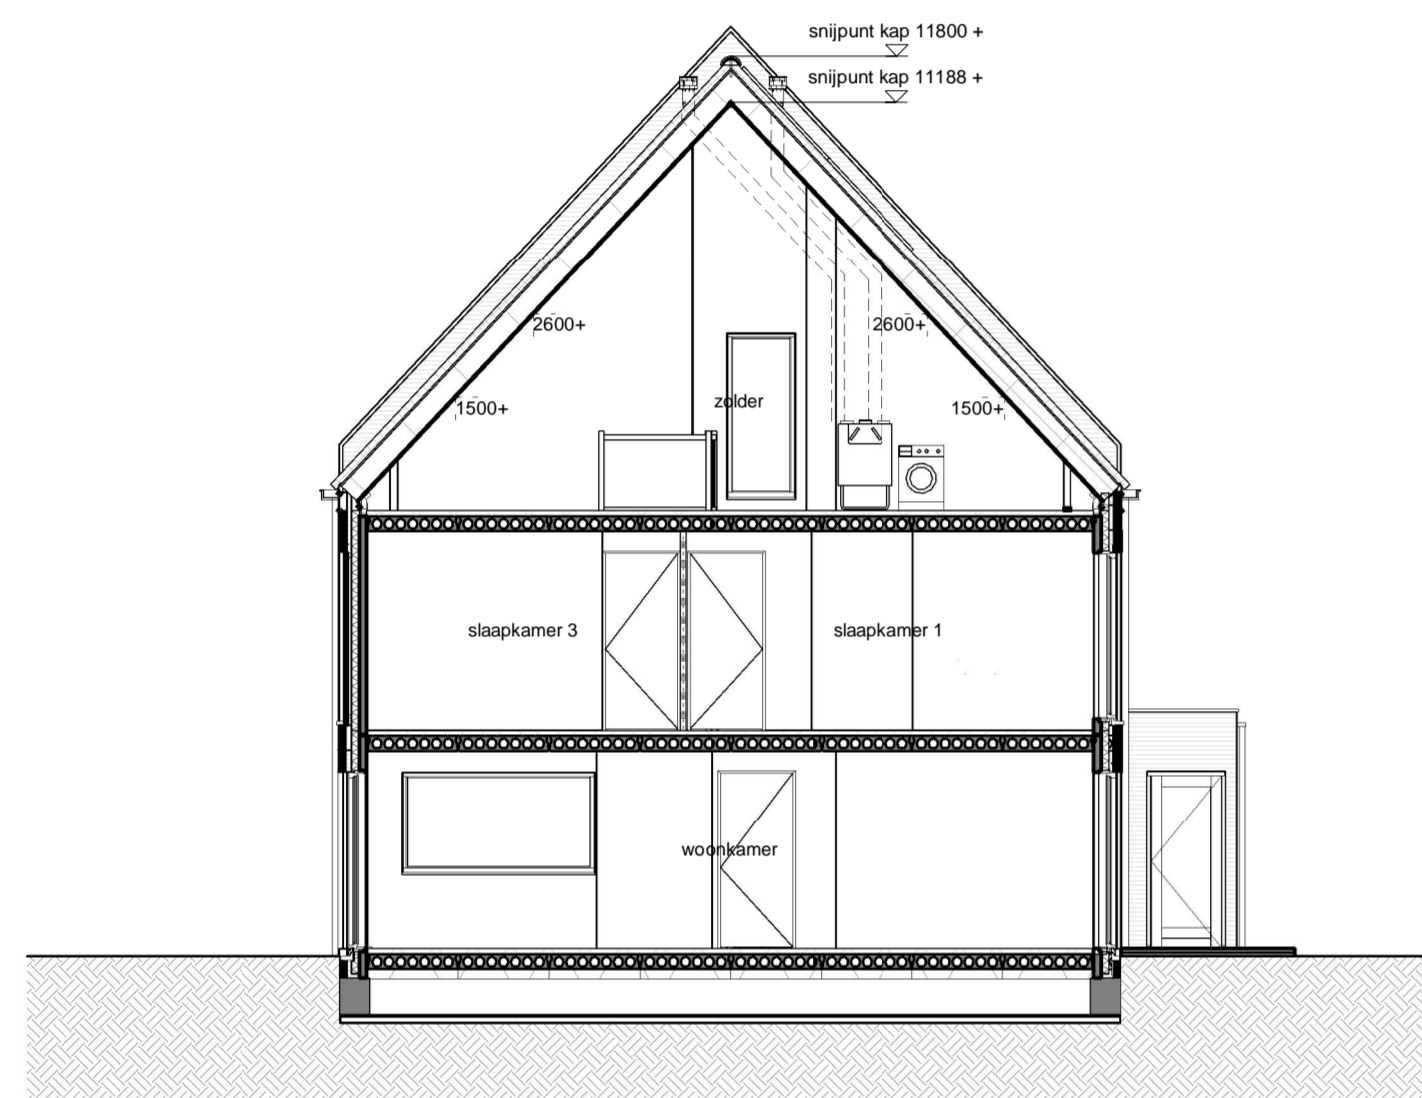 snijpunt kap 11800 +
snijpunt kap 11188 +
2600+
2600+
1500+
zolder
1500+
slaapkamer 3
slaapkamer 1
woonkamer